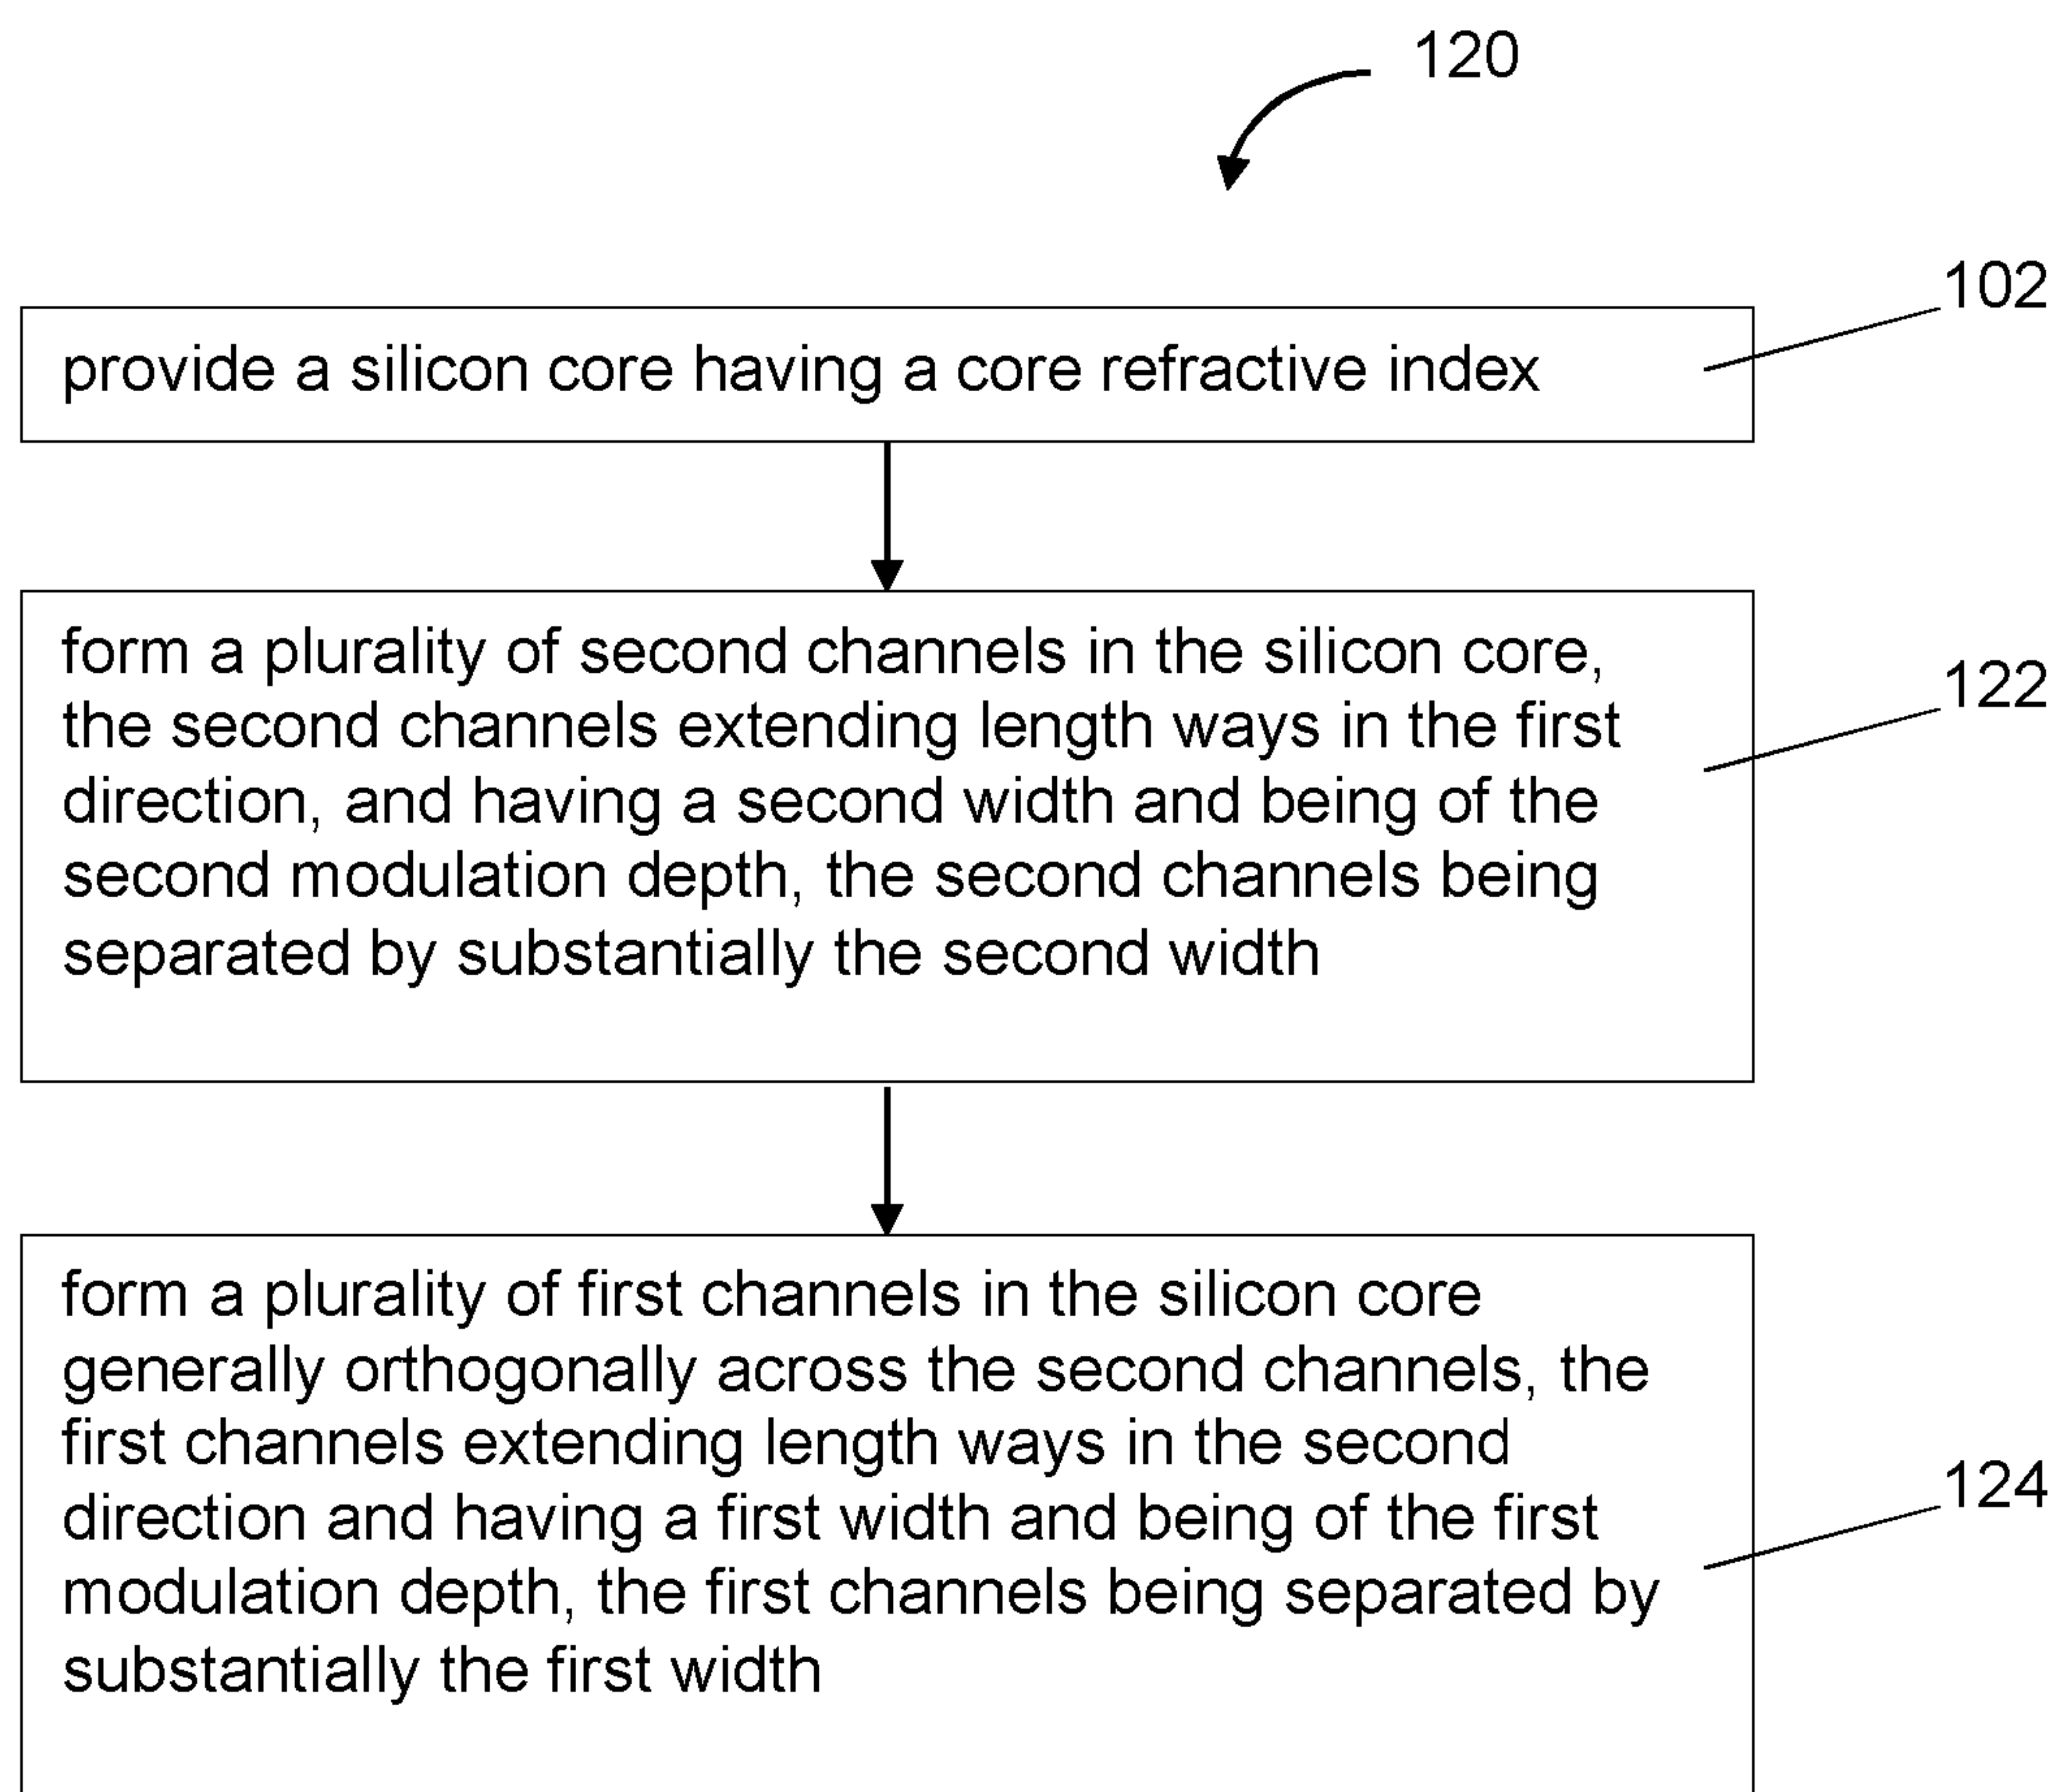 120
102
provide a silicon core having a core refractive index
form a plurality of second channels in the silicon core,
the second channels extending length ways in the first
direction, and having a second width and being of the
second modulation depth, the second channels being
separated by substantially the second width
122
form a plurality of first channels in the silicon core
generally orthogonally across the second channels, the
first channels extending length ways in the second
direction and having a first width and being of the first
modulation depth, the first channels being separated by
substantially the first width
124